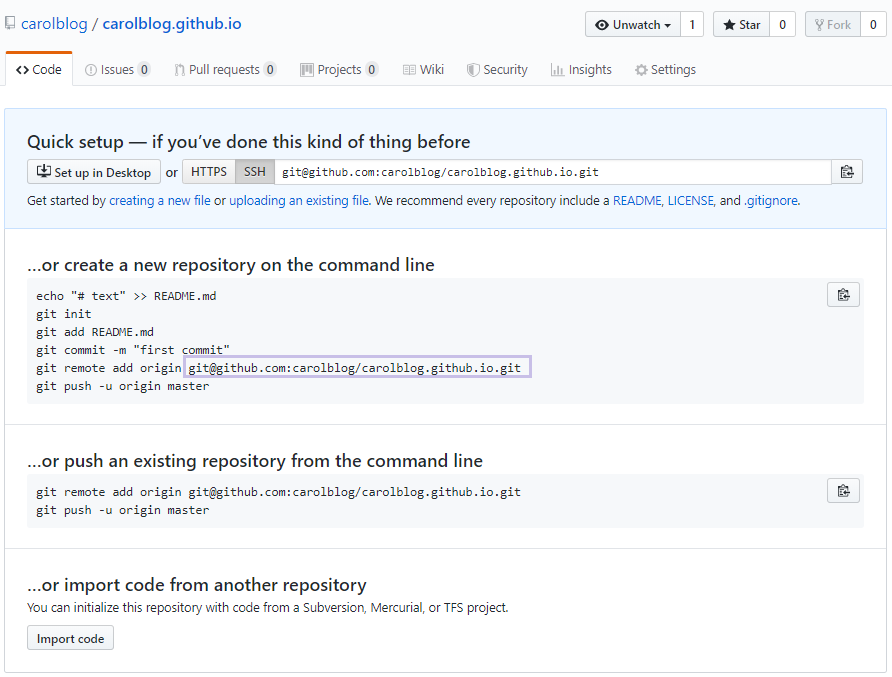 carolblog / carolblog.github.io
Unwatch 1 Star 0 Fork 0
Code Issues 0 Pull requests 0 Projects 0 Wiki Security Insights Settings
Quick setup — if you’ve done this kind of thing before
Set up in Desktop or HTTPS SSH git@github.com:carolblog/carolblog.github.io.git
Get started by creating a new file or uploading an existing file. We recommend every repository include a README, LICENSE, and .gitignore.
…or create a new repository on the command line
echo "# text" >> README.md
git init
git add README.md
git commit -m "first commit"
git remote add origin git@github.com:carolblog/carolblog.github.io.git
git push -u origin master
…or push an existing repository from the command line
git remote add origin git@github.com:carolblog/carolblog.github.io.git
git push -u origin master
…or import code from another repository
You can initialize this repository with code from a Subversion, Mercurial, or TFS project.
Import code